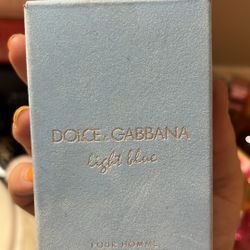 DOLCE & GABBANA
light blue
POUR HOMME